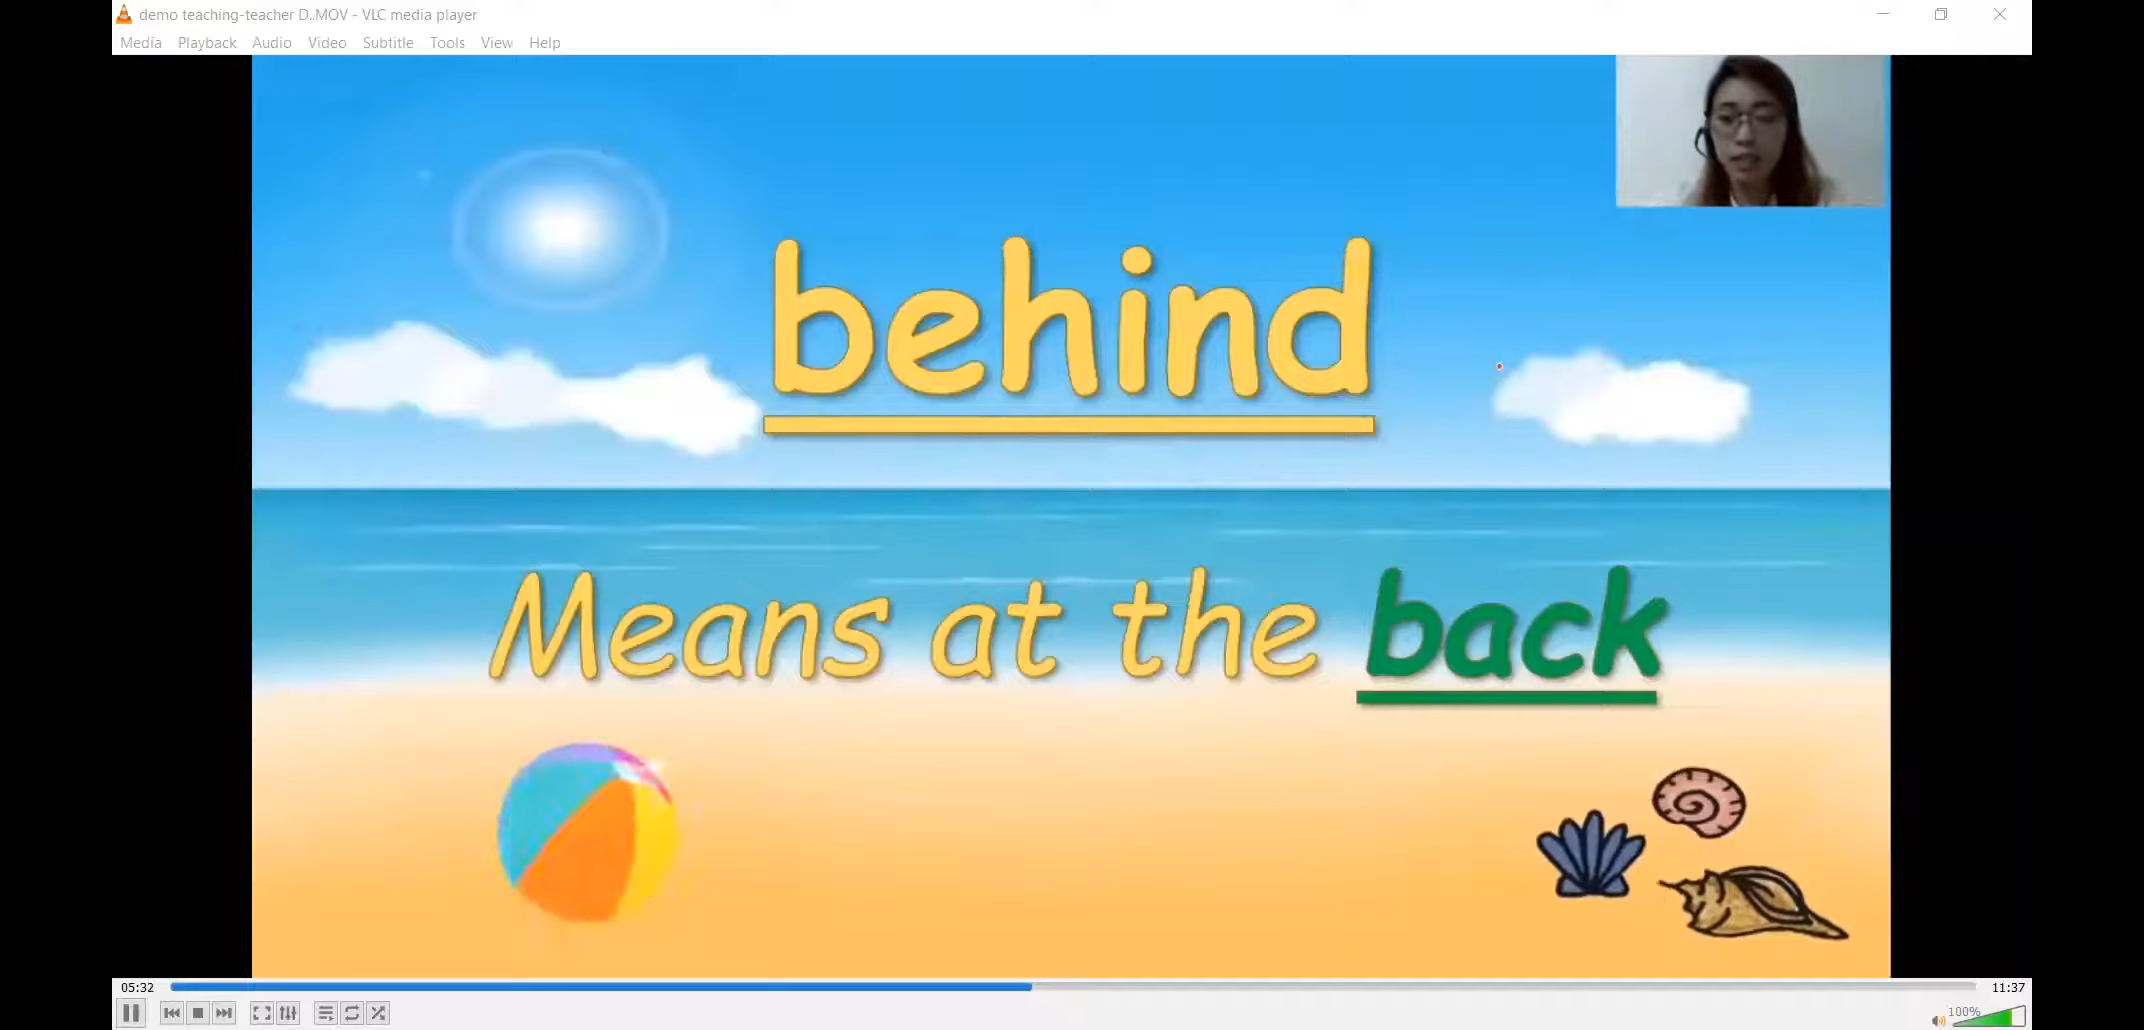 demo teaching-teacher D..MOV - VLC media player
Media Playback Audio Video Subtitle Tools View Help
behind
Means at the back
05:32
11:37
100%